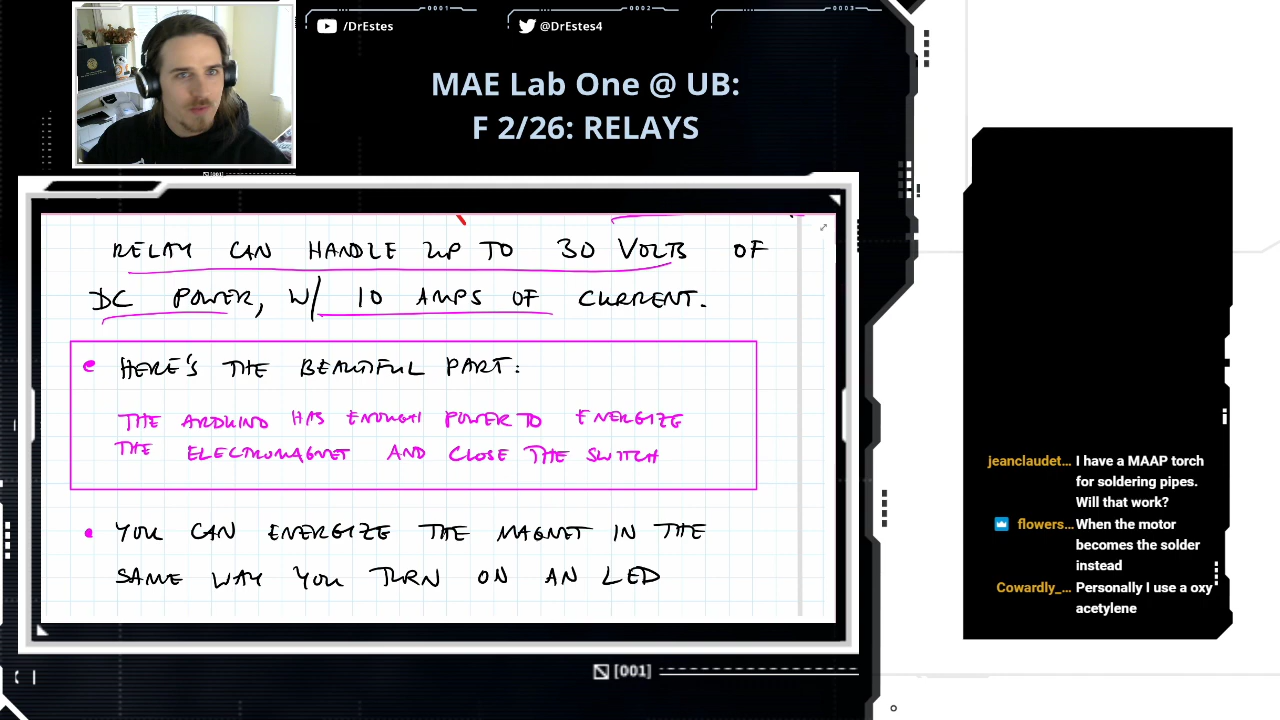 0001
0002
0003
/DrEstes
@DrEstes4
MAE Lab One @ UB:
F 2/26: RELAYS
[001]
RELAY CAN HANDLE UP TO 30 VOLTS OF
DC POWER, W/ 10 AMPS OF CURRENT.
HERE'S THE BEAUTIFUL PART:
THE ARDUINO HAS ENOUGH POWER TO ENERGIZE
THE ELECTROMAGNET AND CLOSE THE SWITCH
YOU CAN ENERGIZE THE MAGNET IN THE
SAME WAY YOU TURN ON AN LED
[001]
jeanclaudet... I have a MAAP torch
for soldering pipes.
Will that work?
flowers... When the motor
becomes the solder
instead
Cowardly_... Personally I use a oxy
acetylene